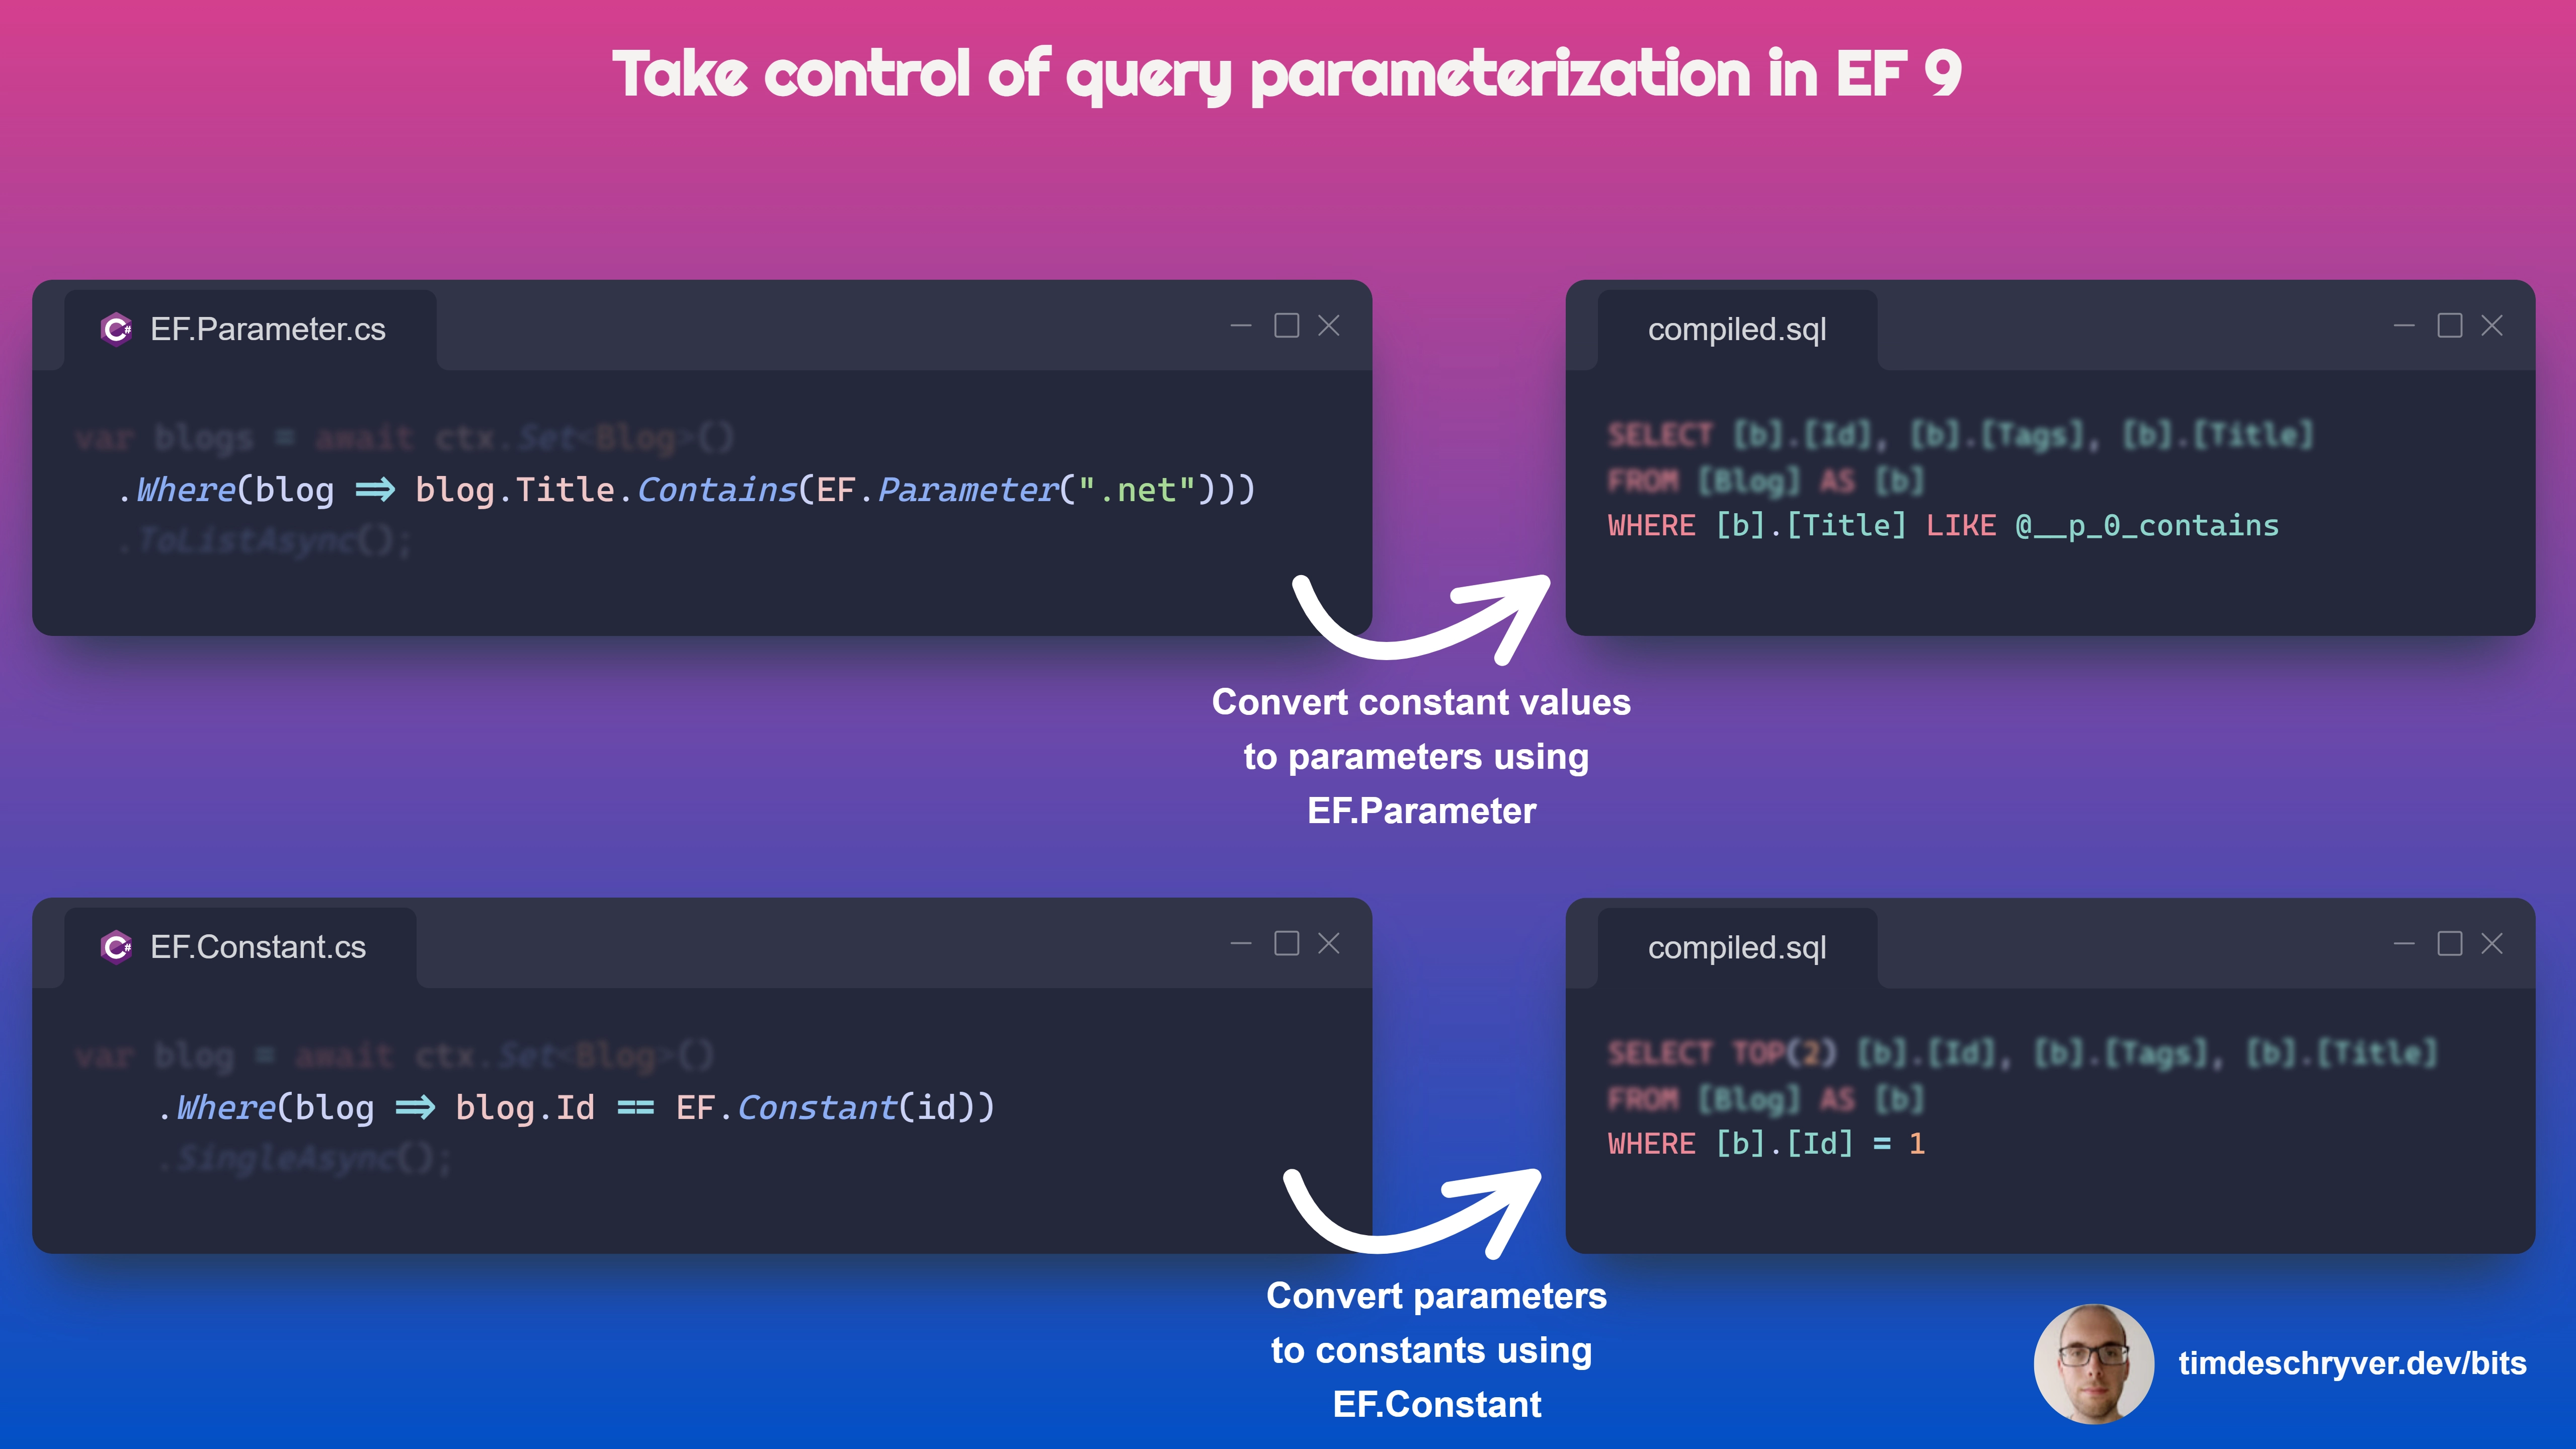 Take control of query parameterization in EF 9
EF.Parameter.cs
var blogs = await ctx.Set<Blog>()
.Where(blog => blog.Title.Contains(EF.Parameter(".net")))
.ToListAsync();
compiled.sql
SELECT [b].[Id], [b].[Tags], [b].[Title]
FROM [Blog] AS [b]
WHERE [b].[Title] LIKE @__p_0_contains
Convert constant values
to parameters using
EF.Parameter
EF.Constant.cs
var blog = await ctx.Set<Blog>()
.Where(blog => blog.Id == EF.Constant(id))
.SingleAsync();
compiled.sql
SELECT TOP(2) [b].[Id], [b].[Tags], [b].[Title]
FROM [Blog] AS [b]
WHERE [b].[Id] = 1
Convert parameters
to constants using
EF.Constant
timdeschryver.dev/bits